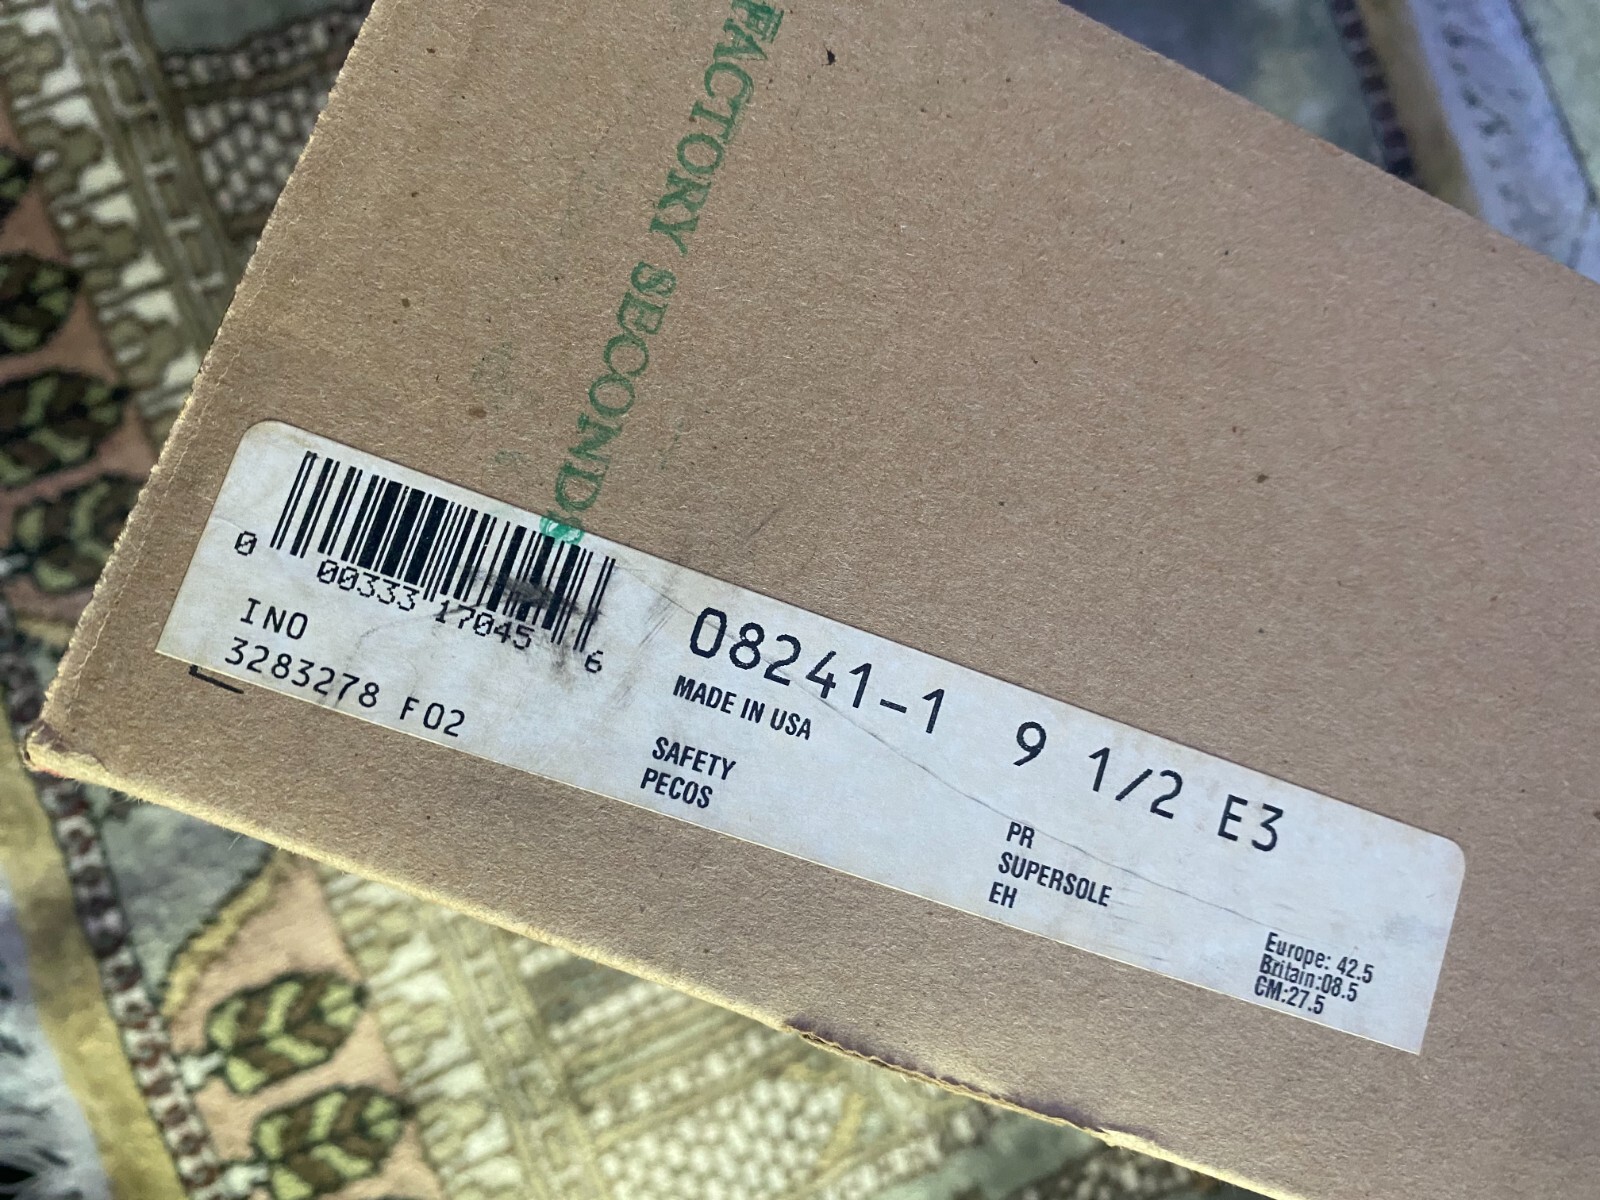 FACTORY SECONDS
0 00333 17045 6
INO
3283278 F02
08241-1 9 1/2 E3
MADE IN USA
SAFETY
PECOS
PR
SUPERSOLE
EH
Europe: 42.5
Britain:08.5
CM:27.5